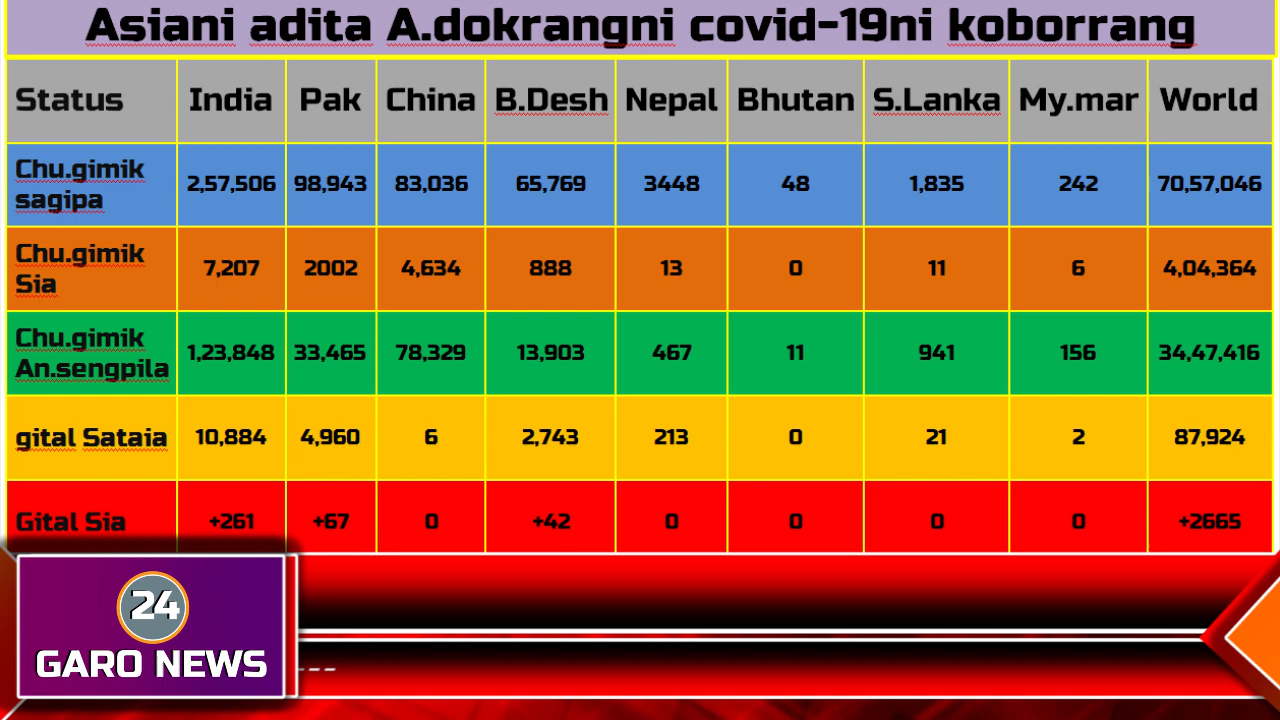 Asiani adita A.dokrangni covid-19ni koborrang
Status India Pak China B.Desh Nepal Bhutan S.Lanka My.mar World
Chu.gimik
sagipa 2,57,506 98,943 83,036 65,769 3448 48 1,835 242 70,57,046
Chu.gimik
Sia 7,207 2002 4,634 888 13 0 11 6 4,04,364
Chu.gimik
An.sengpila 1,23,848 33,465 78,329 13,903 467 11 941 156 34,47,416
gital Sataia 10,884 4,960 6 2,743 213 0 21 2 87,924
Gital Sia +261 +67 0 +42 0 0 0 0 +2665
24
GARO NEWS
---